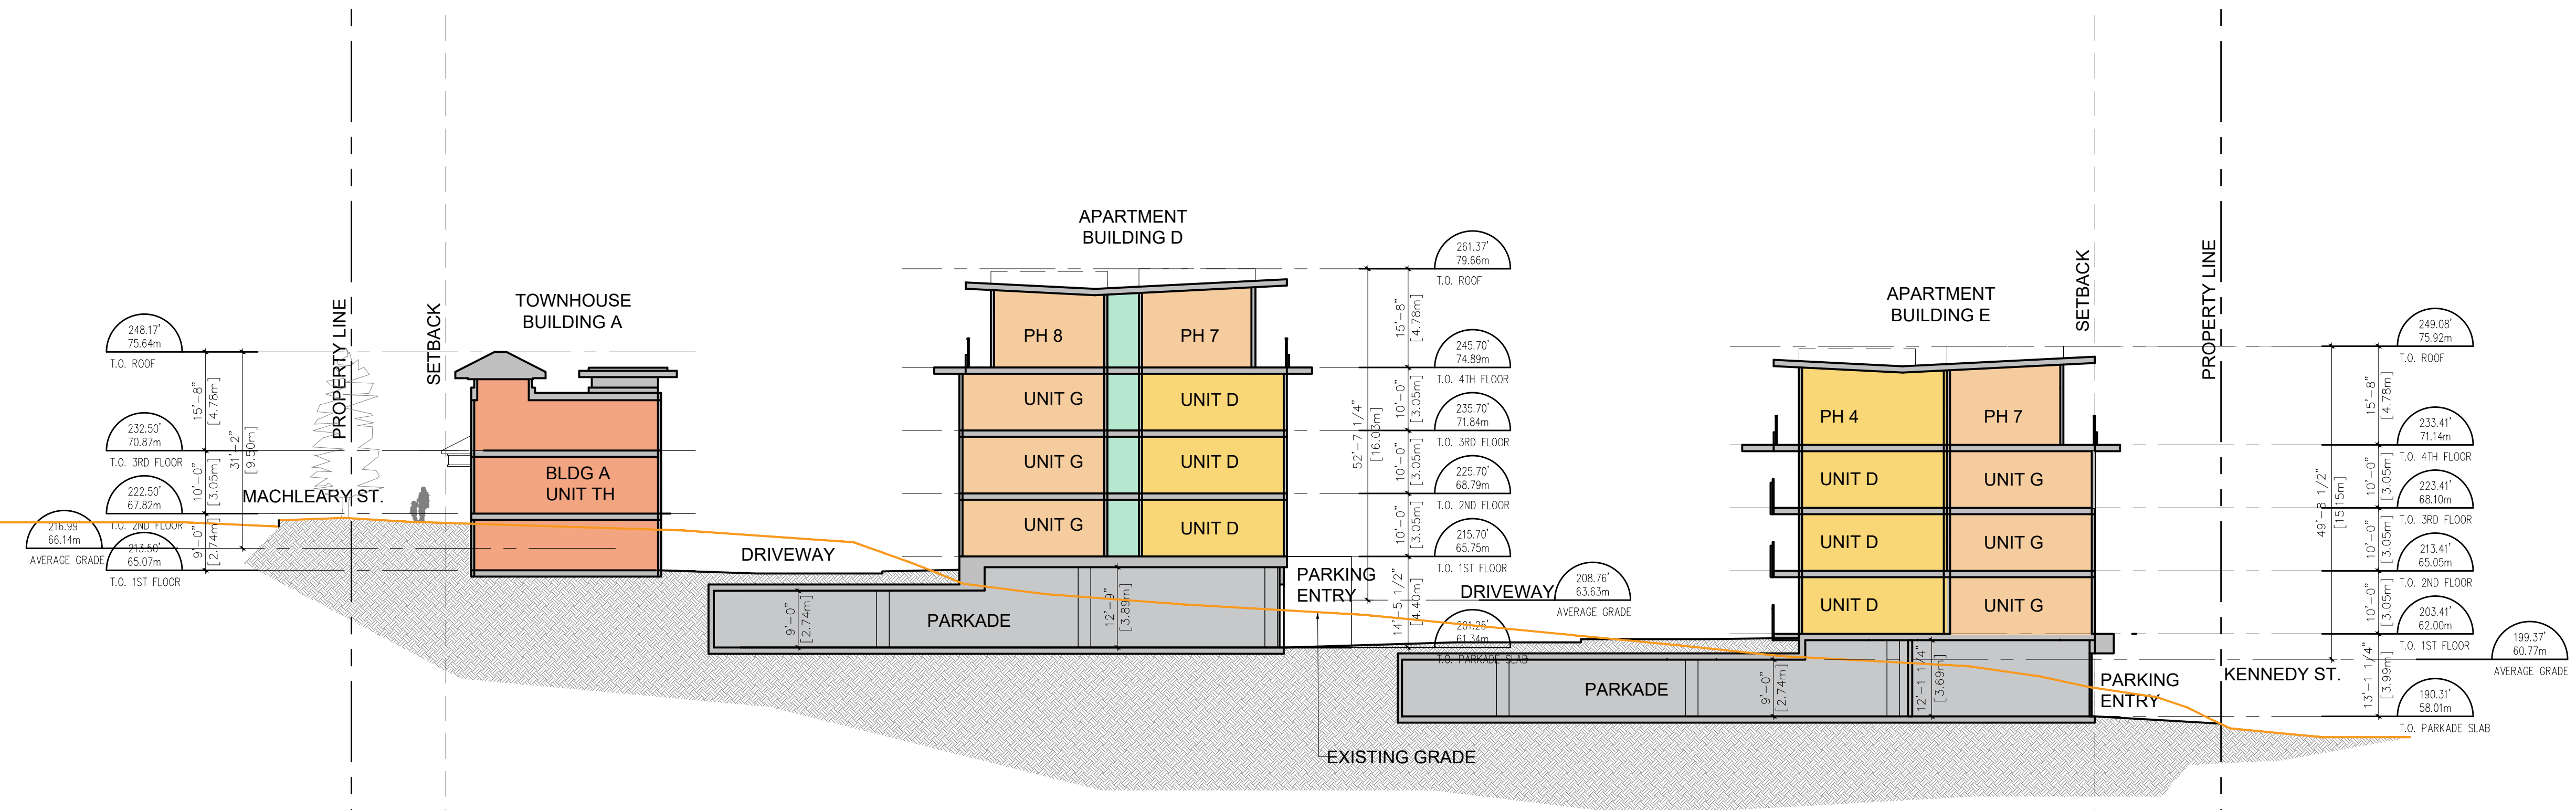 248.17'
75.64m
T.O. ROOF
15'-8"
[4.78m]
232.50'
70.87m
T.O. 3RD FLOOR
31'-2"
[9.50m]
10'-0"
[3.05m]
222.50'
67.82m
T.O. 2ND FLOOR
216.99'
66.14m
AVERAGE GRADE
9'-0"
[2.74m]
213.50'
65.07m
T.O. 1ST FLOOR
MACHLEARY ST.
PROPERTY LINE
SETBACK
TOWNHOUSE
BUILDING A
BLDG A
UNIT TH
DRIVEWAY
APARTMENT
BUILDING D
PH 8
PH 7
UNIT G
UNIT D
UNIT G
UNIT D
UNIT G
UNIT D
PARKADE
9'-0"
[2.74m]
12'-9"
[3.89m]
PARKING
ENTRY
52'-7 1/4"
[16.03m]
15'-8"
[4.78m]
10'-0"
[3.05m]
10'-0"
[3.05m]
10'-0"
[3.05m]
14'-5 1/2"
[4.40m]
261.37'
79.66m
T.O. ROOF
245.70'
74.89m
T.O. 4TH FLOOR
235.70'
71.84m
T.O. 3RD FLOOR
225.70'
68.79m
T.O. 2ND FLOOR
215.70'
65.75m
T.O. 1ST FLOOR
201.25'
61.34m
T.O. PARKADE SLAB
DRIVEWAY
208.76'
63.63m
AVERAGE GRADE
EXISTING GRADE
APARTMENT
BUILDING E
PH 4
PH 7
UNIT D
UNIT G
UNIT D
UNIT G
UNIT D
UNIT G
PARKADE
9'-0"
[2.74m]
12'-1 1/4"
[3.69m]
PARKING
ENTRY
SETBACK
PROPERTY LINE
KENNEDY ST.
49'-8 1/2"
[15.15m]
15'-8"
[4.78m]
10'-0"
[3.05m]
10'-0"
[3.05m]
10'-0"
[3.05m]
13'-1 1/4"
[3.99m]
249.08'
75.92m
T.O. ROOF
233.41'
71.14m
T.O. 4TH FLOOR
223.41'
68.10m
T.O. 3RD FLOOR
213.41'
65.05m
T.O. 2ND FLOOR
203.41'
62.00m
T.O. 1ST FLOOR
199.37'
60.77m
AVERAGE GRADE
190.31'
58.01m
T.O. PARKADE SLAB